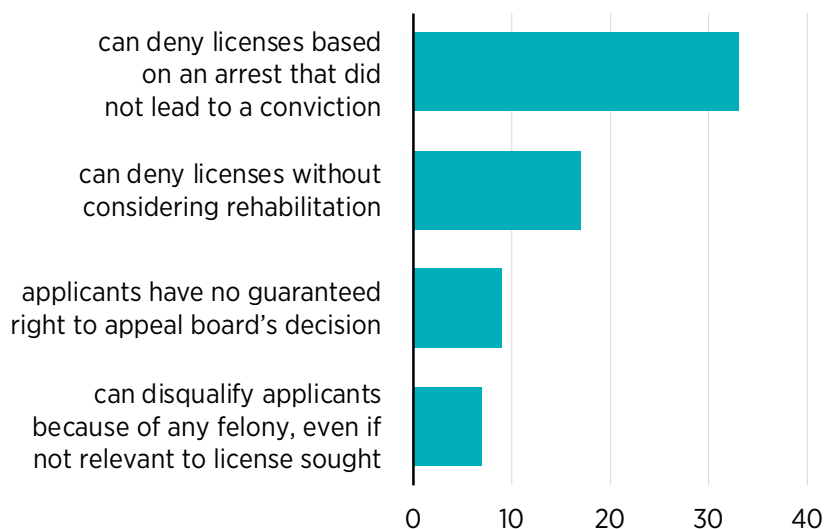 can deny licenses based
on an arrest that did
not lead to a conviction
can deny licenses without
considering rehabilitation
applicants have no guaranteed
right to appeal board’s decision
can disqualify applicants
because of any felony, even if
not relevant to license sought
0 10 20 30 40